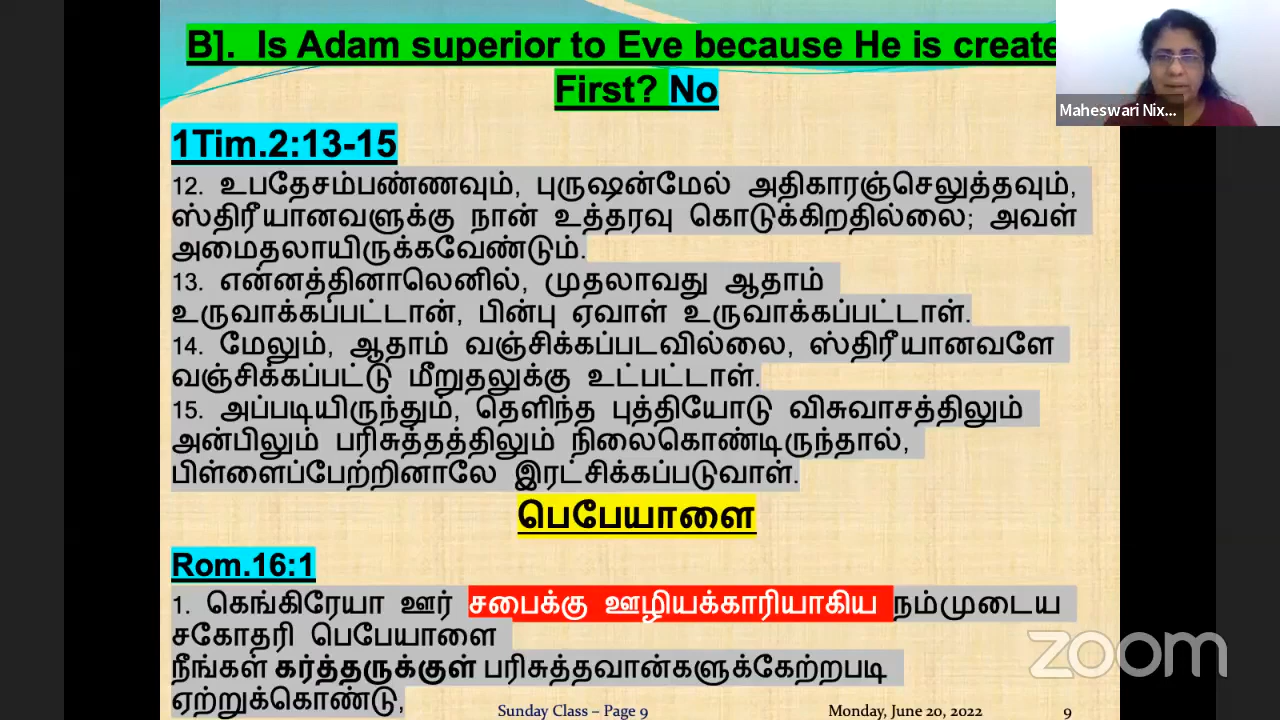 B]. Is Adam superior to Eve because He is create
First? No
Maheswari Nix...
1Tim.2:13-15
12. உபதேசம்பண்ணவும், புருஷன்மேல் அதிகாரஞ்செலுத்தவும்,
ஸ்திரீயானவளுக்கு நான் உத்தரவு கொடுக்கிறதில்லை; அவள்
அமைதலாயிருக்கவேண்டும்.
13. என்னத்தினாலெனில், முதலாவது ஆதாம்
உருவாக்கப்பட்டான், பின்பு ஏவாள் உருவாக்கப்பட்டாள்.
14. மேலும், ஆதாம் வஞ்சிக்கப்படவில்லை, ஸ்திரீயானவளே
வஞ்சிக்கப்பட்டு மீறுதலுக்கு உட்பட்டாள்.
15. அப்படியிருந்தும், தெளிந்த புத்தியோடு விசுவாசத்திலும்
அன்பிலும் பரிசுத்தத்திலும் நிலைகொண்டிருந்தால்,
பிள்ளைப்பேற்றினாலே இரட்சிக்கப்படுவாள்.
பெபேயாளை
Rom.16:1
1. கெங்கிரேயா ஊர் சபைக்கு ஊழியக்காரியாகிய நம்முடைய
சகோதரி பெபேயாளை
நீங்கள் கர்த்தருக்குள் பரிசுத்தவான்களுக்கேற்றபடி
ஏற்றுக்கொண்டு,
zoom
Sunday Class – Page 9
Monday, June 20, 2022
9